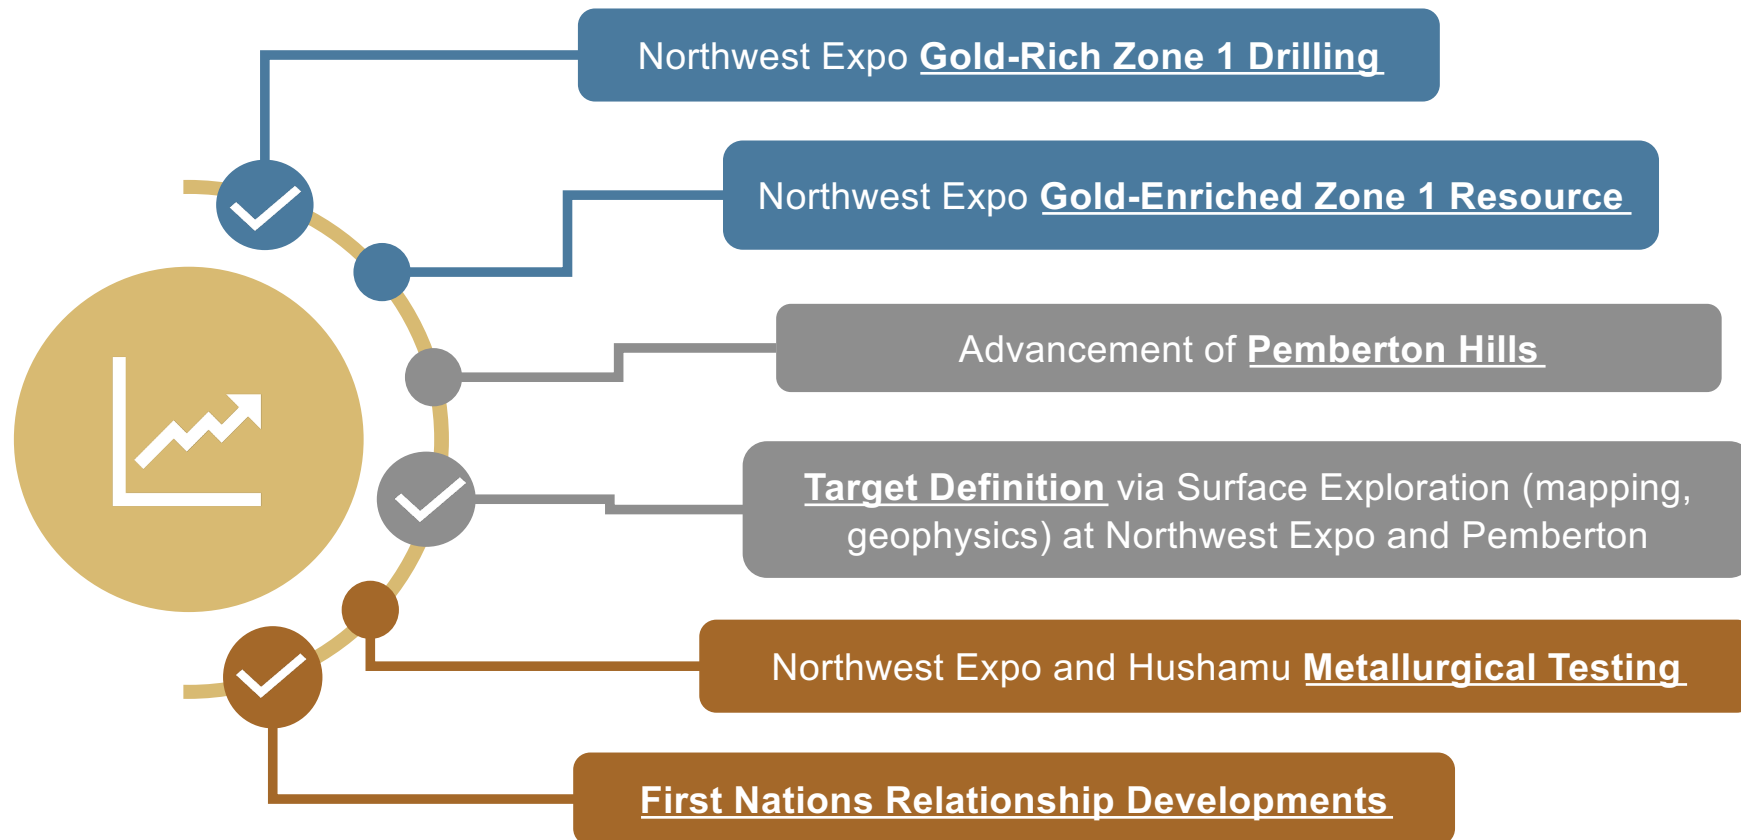 Northwest Expo Gold-Rich Zone 1 Drilling
Northwest Expo Gold-Enriched Zone 1 Resource
Advancement of Pemberton Hills
Target Definition via Surface Exploration (mapping,
geophysics) at Northwest Expo and Pemberton
Northwest Expo and Hushamu Metallurgical Testing
First Nations Relationship Developments